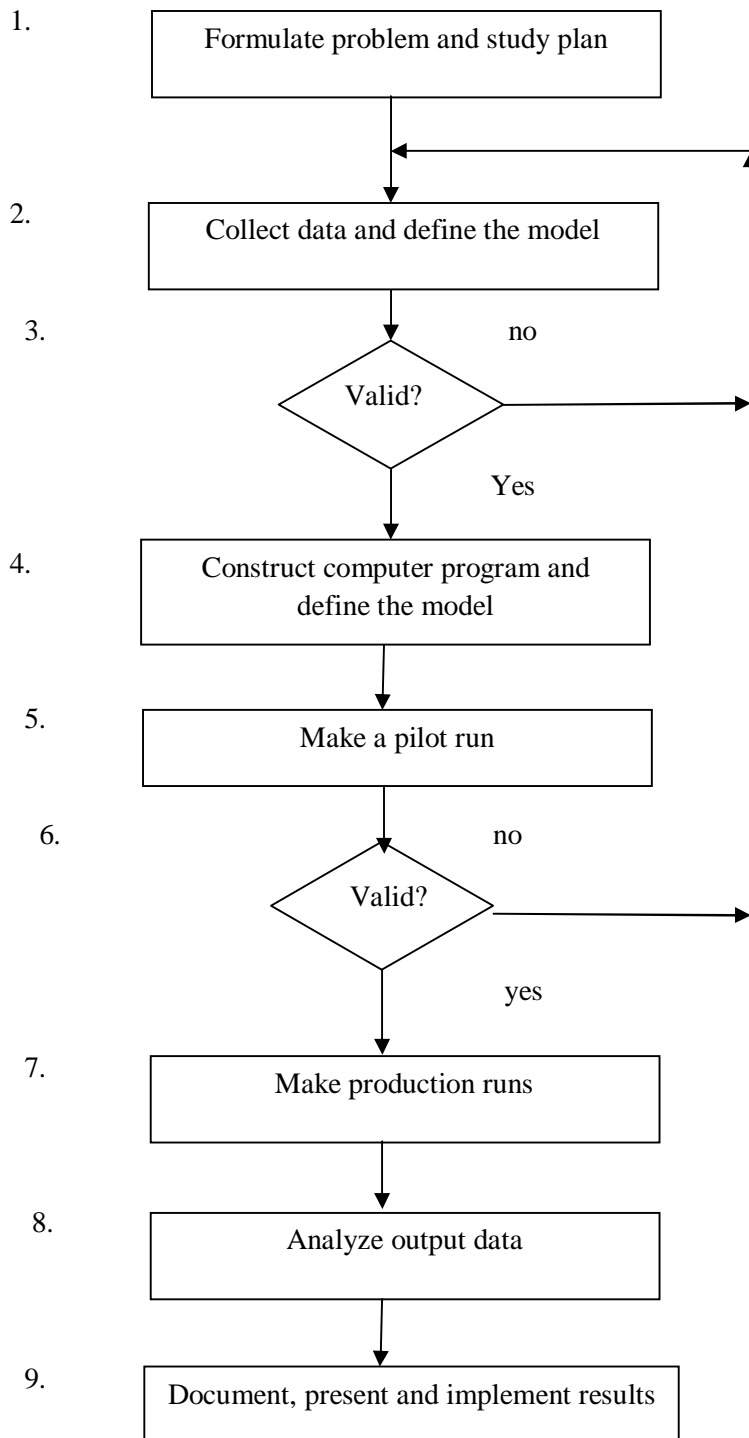 1.
Formulate problem and study plan
2.
Collect data and define the model
3.
no
Valid?
Yes
4.
Construct computer program and
define the model
5.
Make a pilot run
6.
no
Valid?
yes
7.
Make production runs
8.
Analyze output data
9.
Document, present and implement results